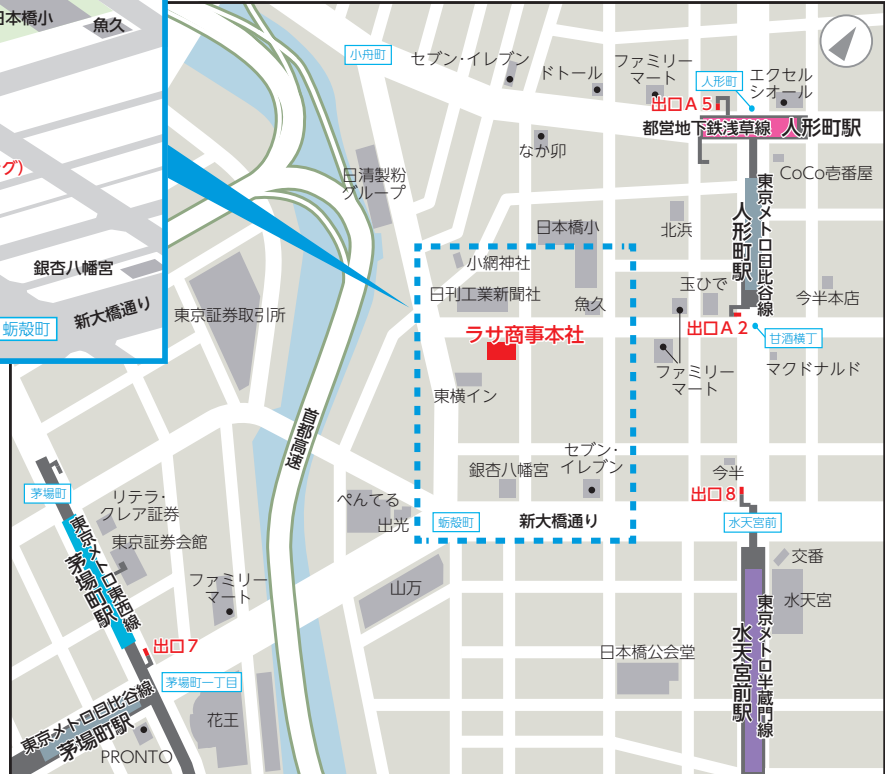 日本橋小
魚久
グ)
銀杏八幡宮
新大橋通り
蛎殻町
小舟町
セブン・イレブン
ドトール
ファミリー
マート
人形町
エクセル
シオール
出口A5
都営地下鉄浅草線 人形町駅
なか卯
CoCo壱番屋
日清製粉
グループ
東京メトロ日比谷線
人形町駅
日本橋小
北浜
小網神社
日刊工業新聞社
魚久
玉ひで
今半本店
東京証券取引所
ラサ商事本社
出口A2
甘酒横丁
ファミリー
マート
マクドナルド
東横イン
首都高速
銀杏八幡宮
セブン・
イレブン
今半
出口8
茅場町
リテラ・
クレア証券
ぺんてる
出光
蛎殻町
新大橋通り
水天宮前
東京メトロ東西線
茅場町駅
東京証券会館
交番
ファミリー
マート
山万
水天宮
東京メトロ半蔵門線
水天宮前駅
出口7
日本橋公会堂
茅場町一丁目
東京メトロ日比谷線
茅場町駅
花王
PRONTO